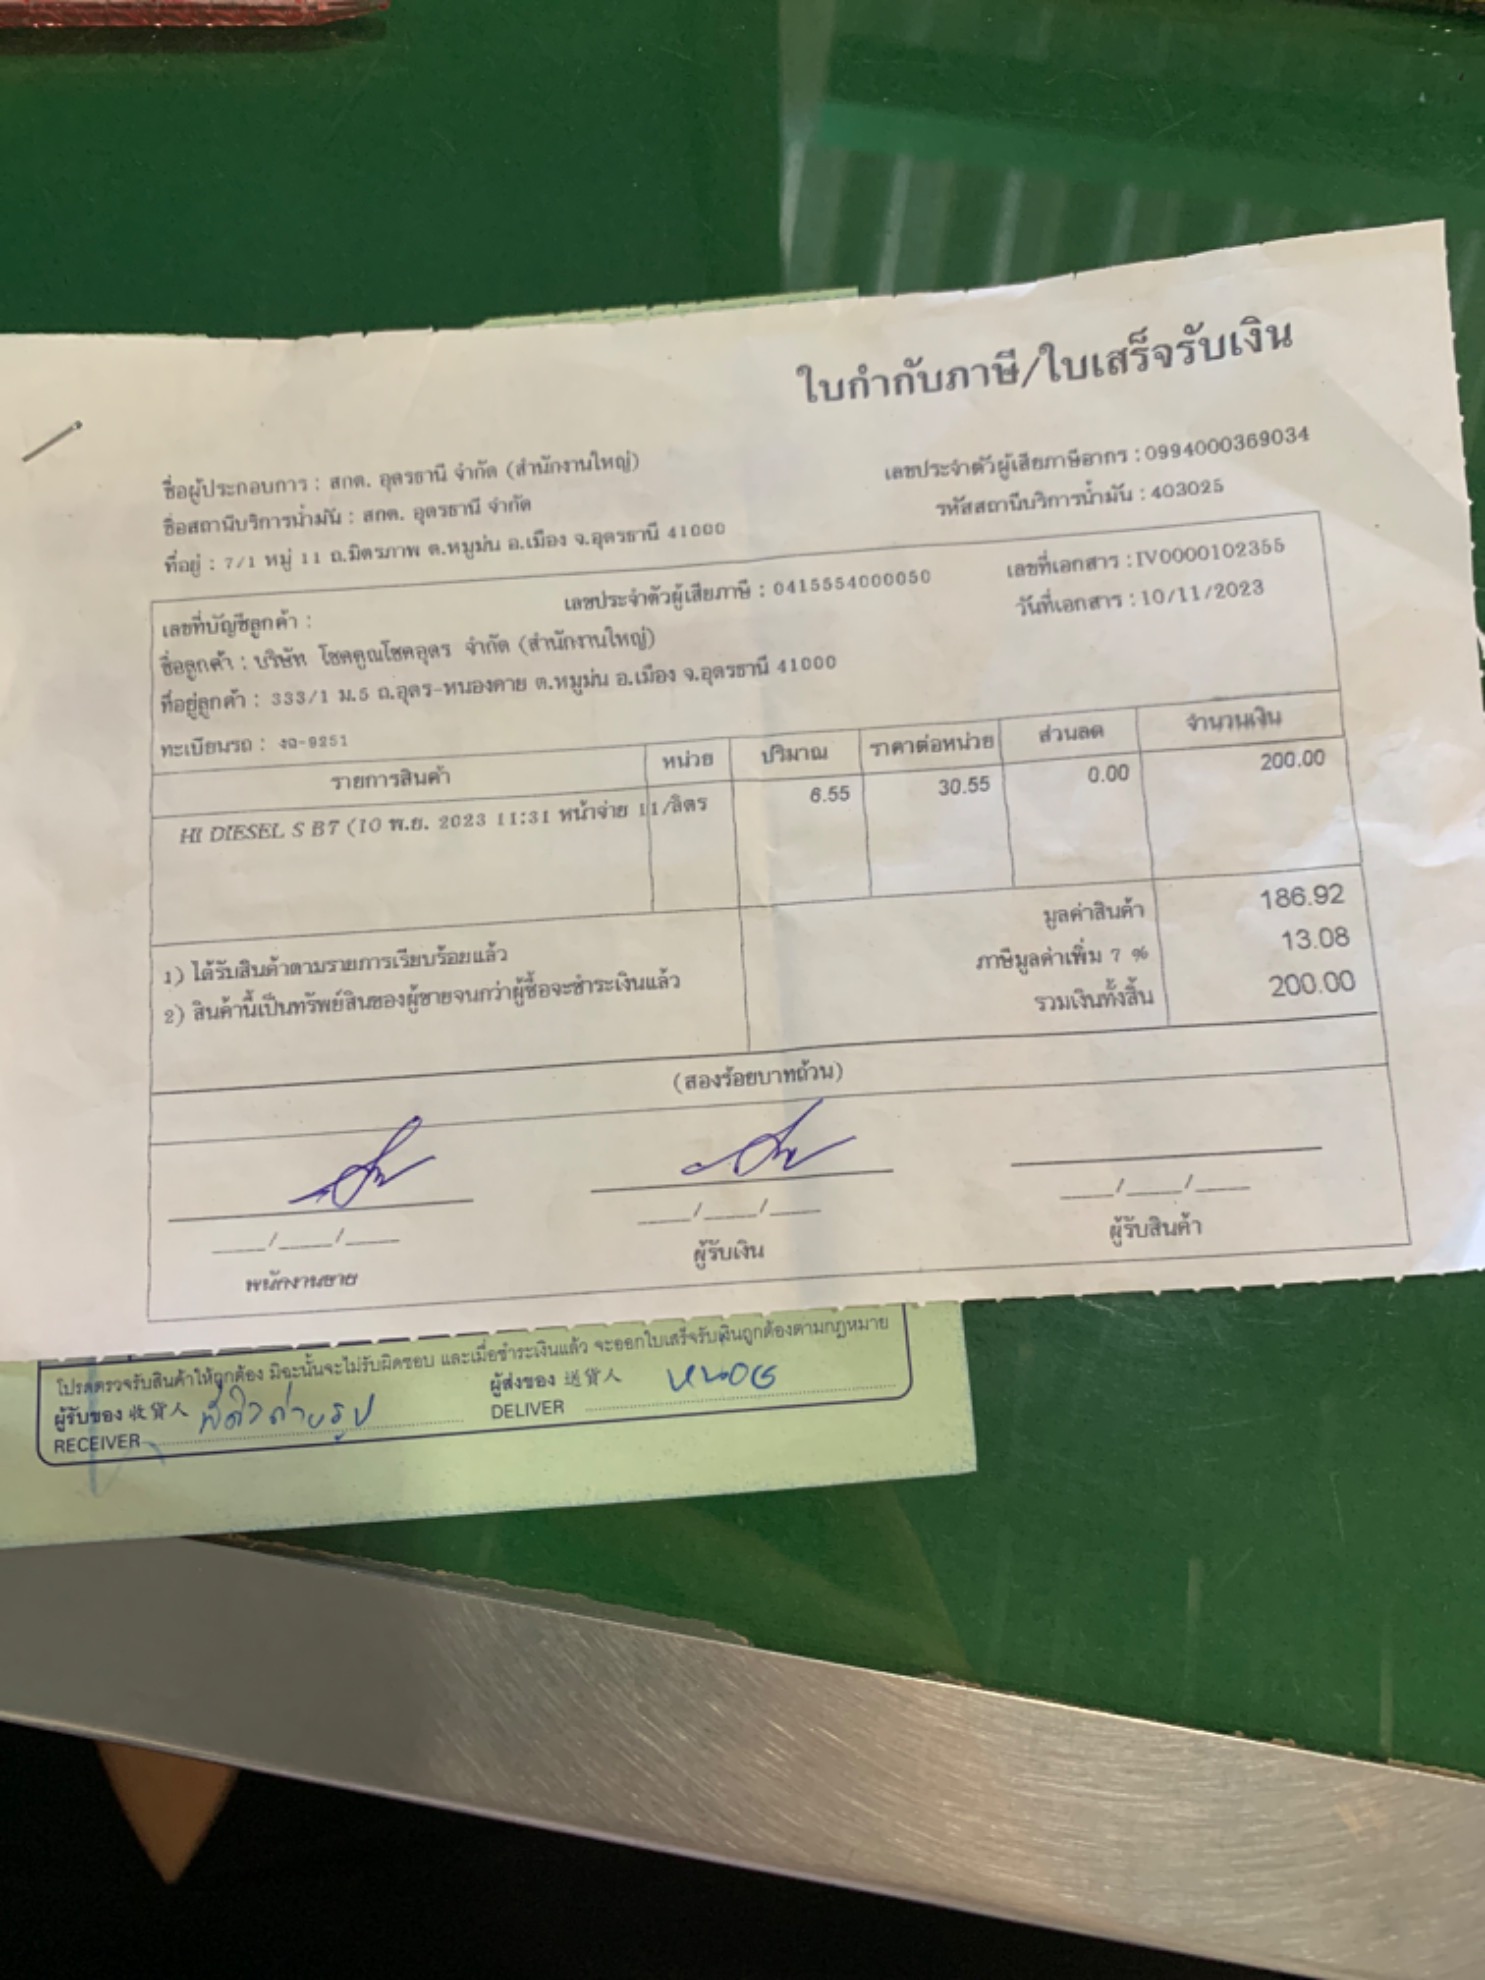 ใบกำกับภาษี/ใบเสร็จรับเงิน
ชื่อผู้ประกอบการ : สกต. อุดรธานี จำกัด (สำนักงานใหญ่)
เลขประจำตัวผู้เสียภาษีอากร : 0994000369034
ชื่อสถานีบริการน้ำมัน : สกต. อุดรธานี จำกัด
รหัสสถานีบริการน้ำมัน : 403025
ที่อยู่ : 7/1 หมู่ 11 ถ.มิตรภาพ ต.หมูม่น อ.เมือง จ.อุดรธานี 41000
เลขที่บัญชีลูกค้า :
เลขประจำตัวผู้เสียภาษี : 0415554000050
เลขที่เอกสาร : IV0000102355
ชื่อลูกค้า : บริษัท โชคคูณโชคอุดร จำกัด (สำนักงานใหญ่)
วันที่เอกสาร : 10/11/2023
ที่อยู่ลูกค้า : 333/1 ม.5 ถ.อุดร-หนองคาย ต.หมูม่น อ.เมือง จ.อุดรธานี 41000
ทะเบียนรถ : งฉ-9251
รายการสินค้า หน่วย ปริมาณ ราคาต่อหน่วย ส่วนลด จำนวนเงิน
HI DIESEL S B7 (10 พ.ย. 2023 11:31 หน้าจ่าย 11/ลิตร 6.55 30.55 0.00 200.00
มูลค่าสินค้า 186.92
1) ได้รับสินค้าตามรายการเรียบร้อยแล้ว
ภาษีมูลค่าเพิ่ม 7 % 13.08
2) สินค้านี้เป็นทรัพย์สินของผู้ขายจนกว่าผู้ซื้อจะชำระเงินแล้ว
รวมเงินทั้งสิ้น 200.00
(สองร้อยบาทถ้วน)
___/___/___ ___/___/___ ___/___/___
พนักงานขาย ผู้รับเงิน ผู้รับสินค้า
โปรดตรวจรับสินค้าให้ถูกต้อง มิฉะนั้นจะไม่รับผิดชอบ และเมื่อชำระเงินแล้ว จะออกใบเสร็จรับเงินถูกต้องตามกฎหมาย
ผู้รับของ 收貨人 ผู้ส่งของ 送貨人
RECEIVER DELIVER